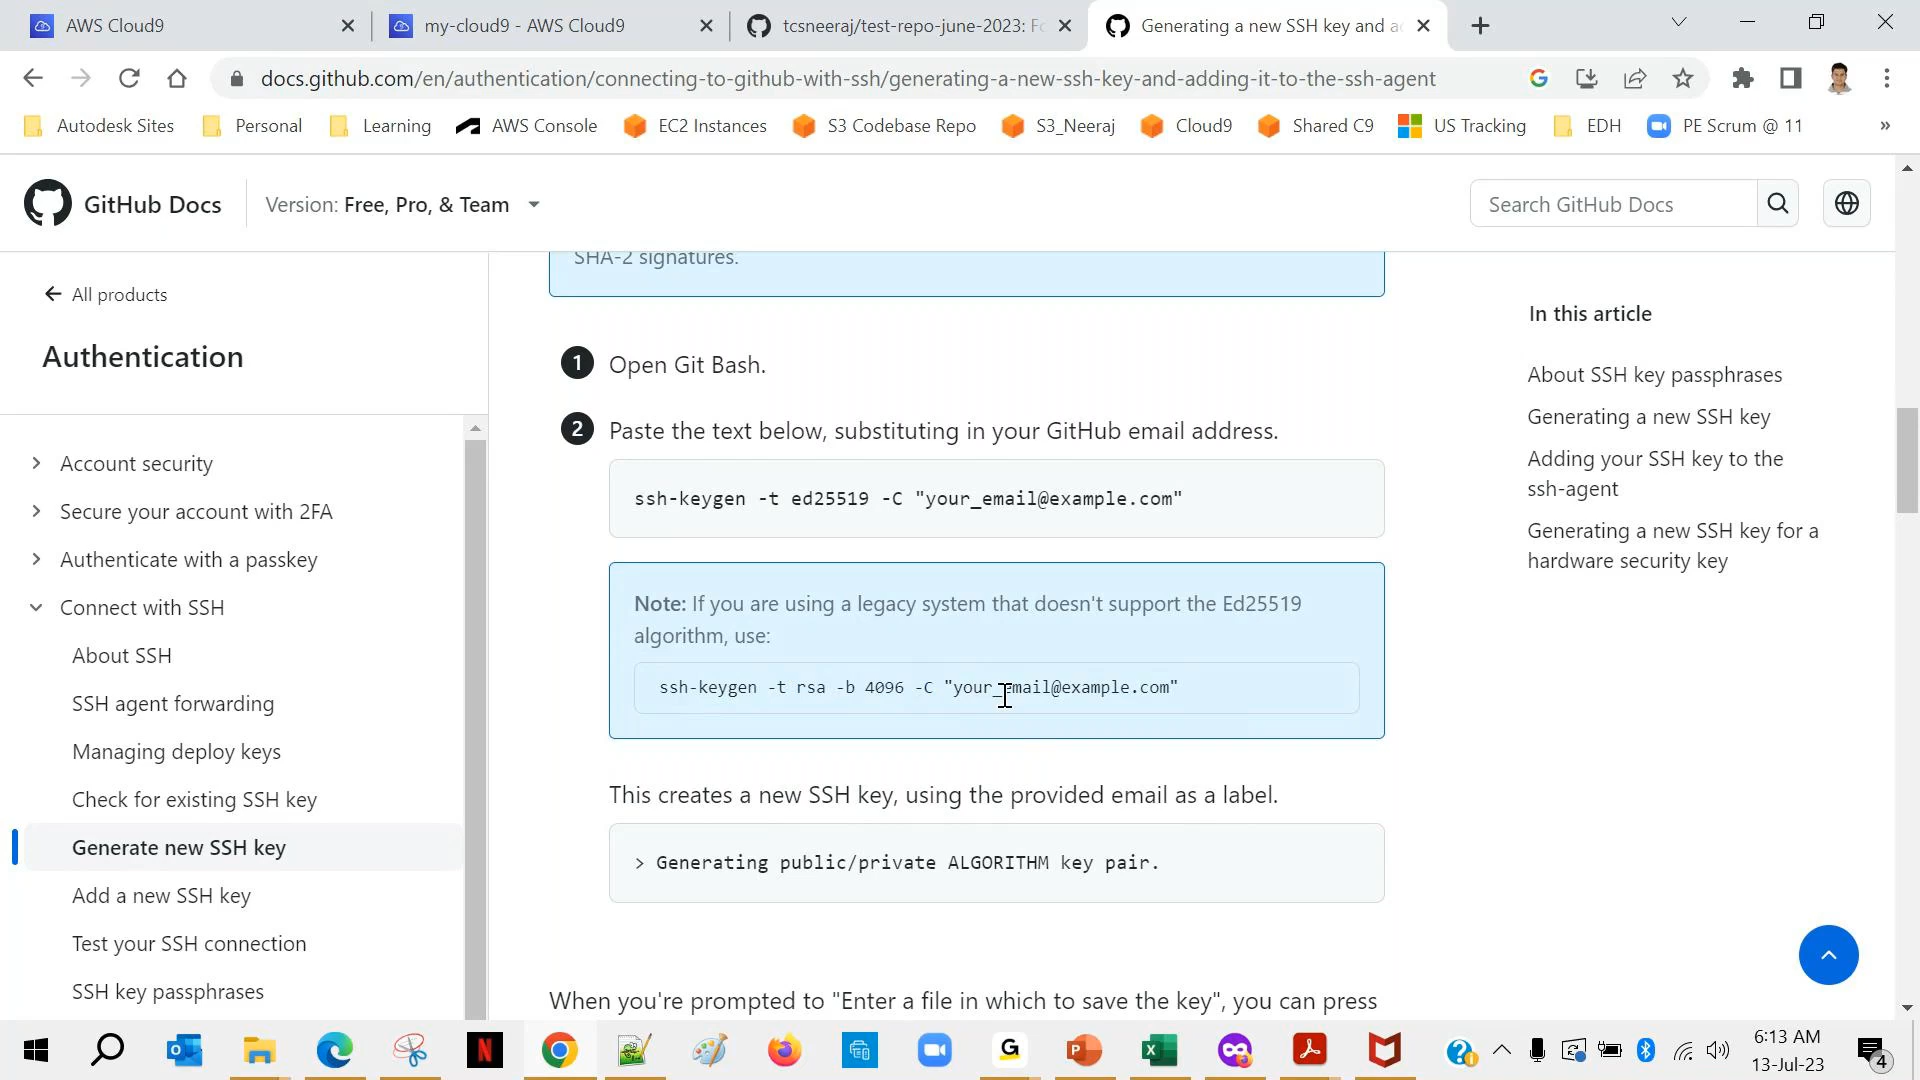 AWS Cloud9
my-cloud9 - AWS Cloud9
tcsneeraj/test-repo-june-2023: F
Generating a new SSH key and a
docs.github.com/en/authentication/connecting-to-github-with-ssh/generating-a-new-ssh-key-and-adding-it-to-the-ssh-agent
Autodesk Sites
Personal
Learning
AWS Console
EC2 Instances
S3 Codebase Repo
S3_Neeraj
Cloud9
Shared C9
US Tracking
EDH
PE Scrum @ 11
»
GitHub Docs
Version: Free, Pro, & Team
Search GitHub Docs
All products
Authentication
Account security
Secure your account with 2FA
Authenticate with a passkey
Connect with SSH
About SSH
SSH agent forwarding
Managing deploy keys
Check for existing SSH key
Generate new SSH key
Add a new SSH key
Test your SSH connection
SSH key passphrases
SHA-2 signatures.
1 Open Git Bash.
2 Paste the text below, substituting in your GitHub email address.
ssh-keygen -t ed25519 -C "your_email@example.com"
Note: If you are using a legacy system that doesn't support the Ed25519
algorithm, use:
ssh-keygen -t rsa -b 4096 -C "your_email@example.com"
This creates a new SSH key, using the provided email as a label.
> Generating public/private ALGORITHM key pair.
When you're prompted to "Enter a file in which to save the key", you can press
In this article
About SSH key passphrases
Generating a new SSH key
Adding your SSH key to the
ssh-agent
Generating a new SSH key for a
hardware security key
6:13 AM
13-Jul-23
4